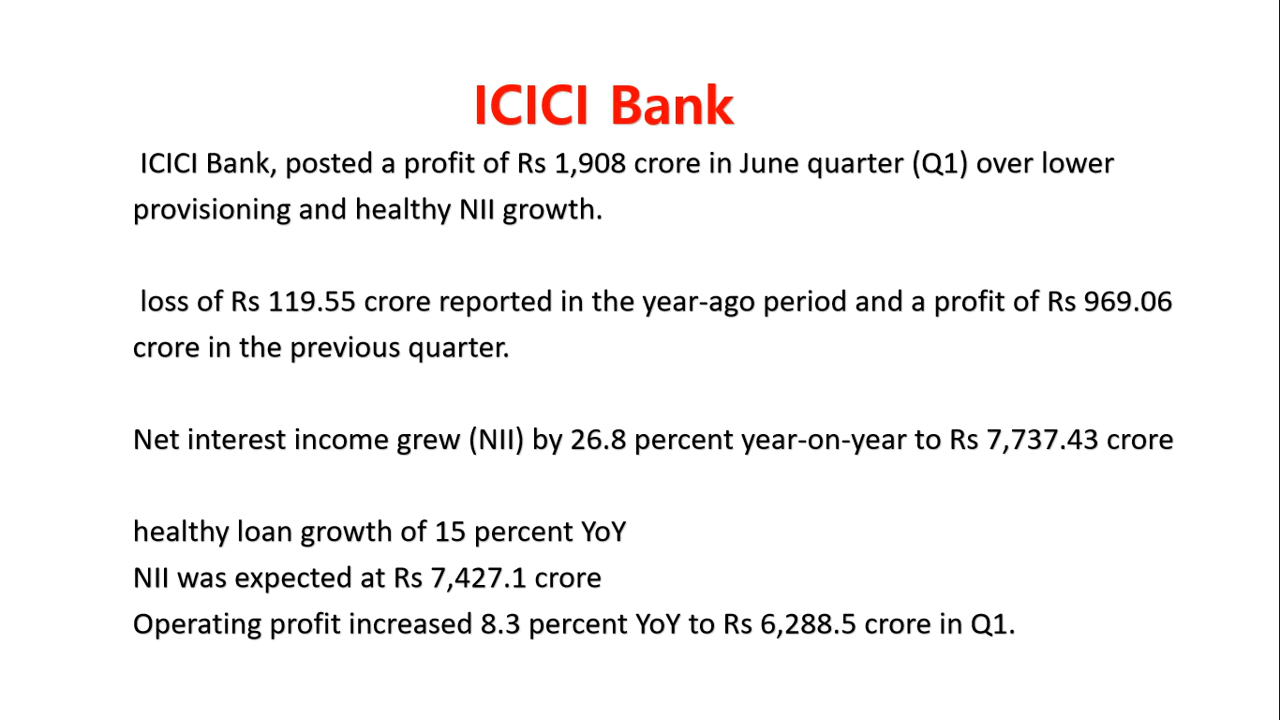 ICICI Bank
ICICI Bank, posted a profit of Rs 1,908 crore in June quarter (Q1) over lower
provisioning and healthy NII growth.
loss of Rs 119.55 crore reported in the year-ago period and a profit of Rs 969.06
crore in the previous quarter.
Net interest income grew (NII) by 26.8 percent year-on-year to Rs 7,737.43 crore
healthy loan growth of 15 percent YoY
NII was expected at Rs 7,427.1 crore
Operating profit increased 8.3 percent YoY to Rs 6,288.5 crore in Q1.